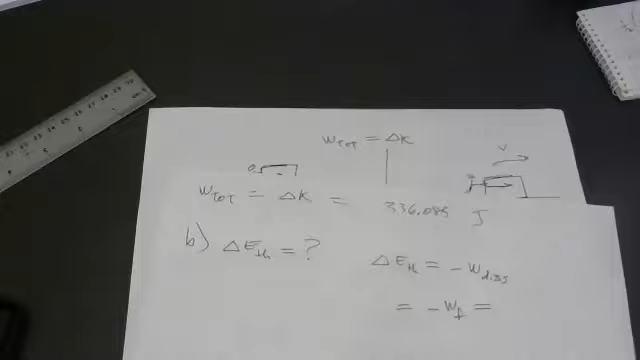 W_TOT = ΔK
v
W_TOT = ΔK = 336.085 J
b) ΔE_th = ?
ΔE_th = - W_diss
= - W_f =